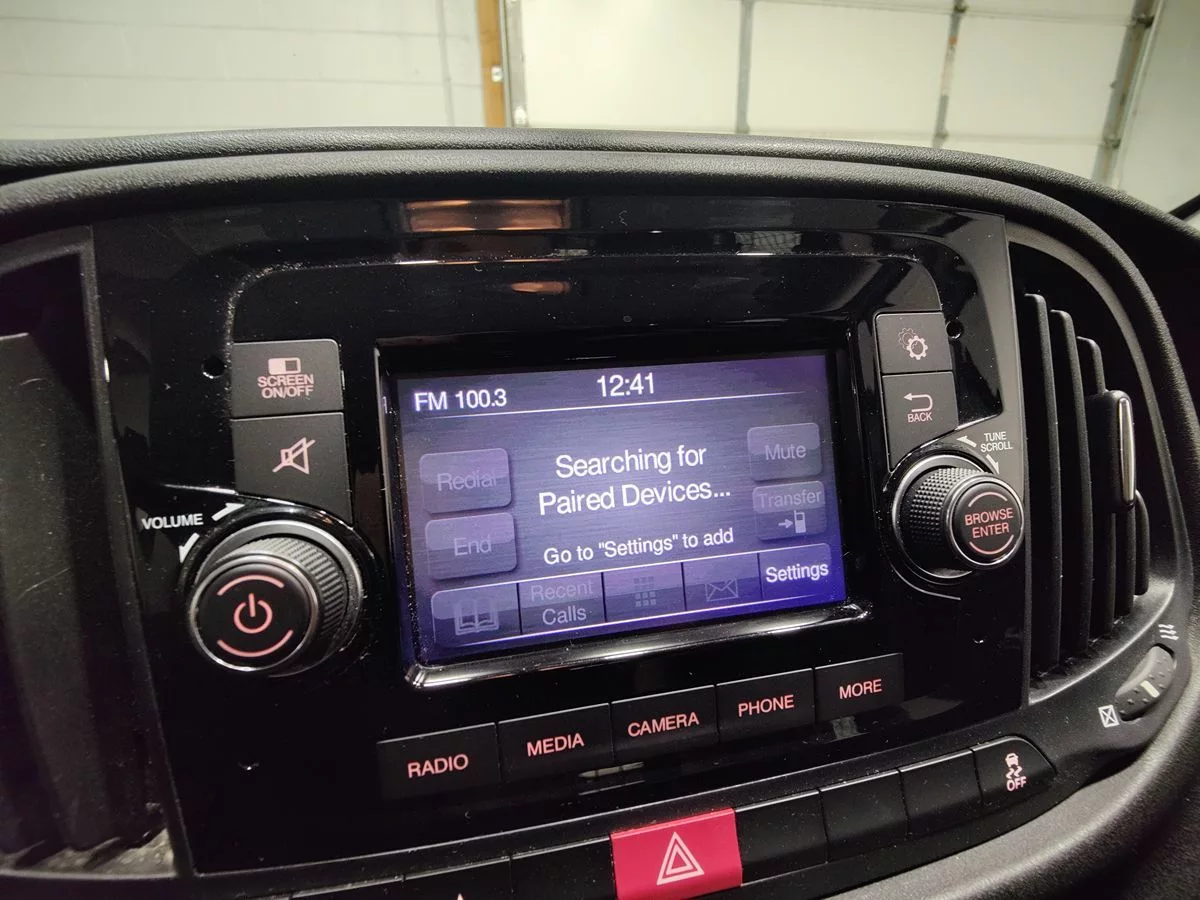 SCREEN
ON/OFF
VOLUME
FM 100.3
12:41
Redial
End
Searching for
Paired Devices...
Go to "Settings" to add
Mute
Transfer
Recent
Calls
Settings
BACK
TUNE
SCROLL
BROWSE
ENTER
RADIO
MEDIA
CAMERA
PHONE
MORE
OFF